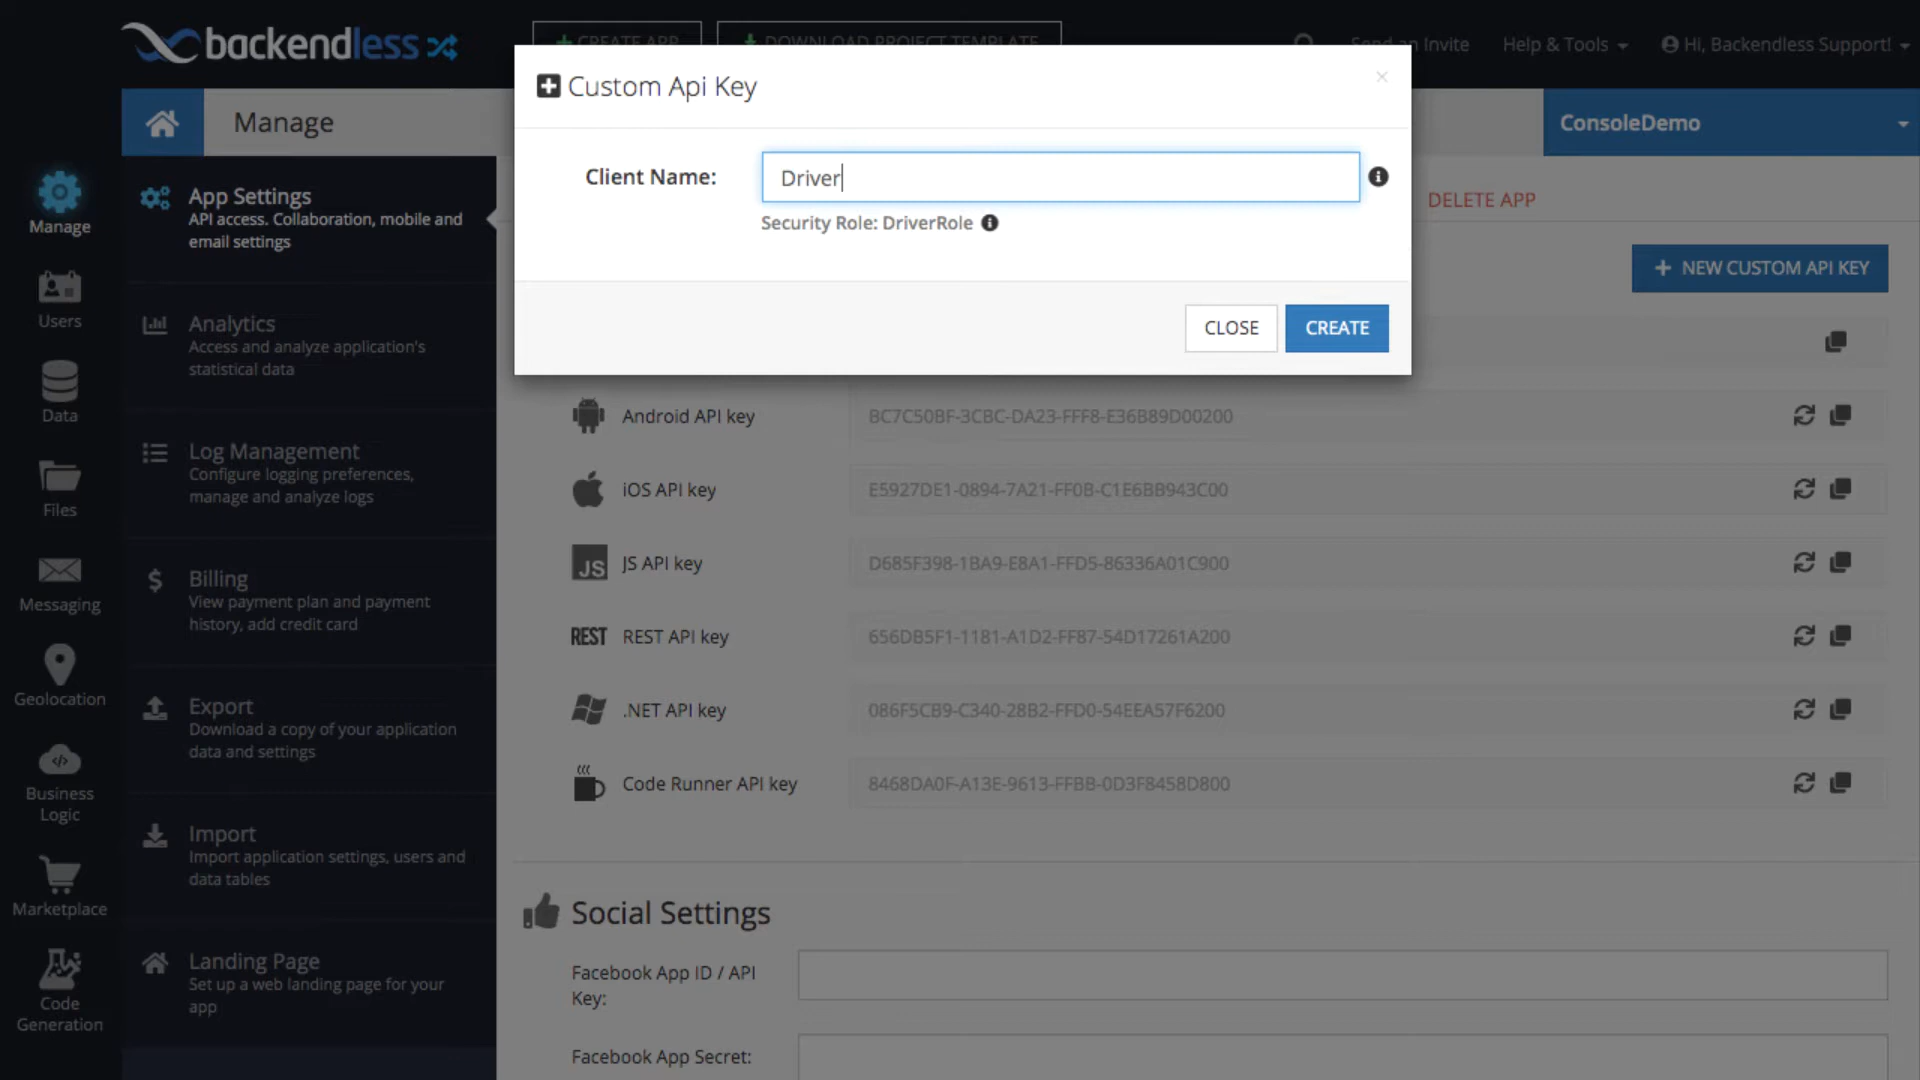 backendless
CREATE APP
DOWNLOAD PROJECT TEMPLATE
Send an Invite
Help & Tools
Hi, Backendless Support!
Manage
ConsoleDemo
Custom Api Key
×
Client Name:
Driver
Security Role: DriverRole
CLOSE
CREATE
DELETE APP
NEW CUSTOM API KEY
Manage
Users
Data
Files
Messaging
Geolocation
Business
Logic
Marketplace
Code
Generation
App Settings
API access. Collaboration, mobile and
email settings
Analytics
Access and analyze application's
statistical data
Log Management
Configure logging preferences,
manage and analyze logs
Billing
View payment plan and payment
history, add credit card
Export
Download a copy of your application
data and settings
Import
Import application settings, users and
data tables
Landing Page
Set up a web landing page for your
app
Android API key
BC7C50BF-3CBC-DA23-FFF8-E36B89D00200
iOS API key
E5927DE1-0894-7A21-FF0B-C1E6BB943C00
JS
JS API key
D685F398-1BA9-E8A1-FFD5-86336A01C900
REST
REST API key
656DB5F1-1181-A1D2-FF87-54D17261A200
.NET API key
086F5CB9-C340-28B2-FFD0-54EEA57F6200
Code Runner API key
8468DA0F-A13E-9613-FFBB-0D3F8458D800
Social Settings
Facebook App ID / API
Key:
Facebook App Secret: